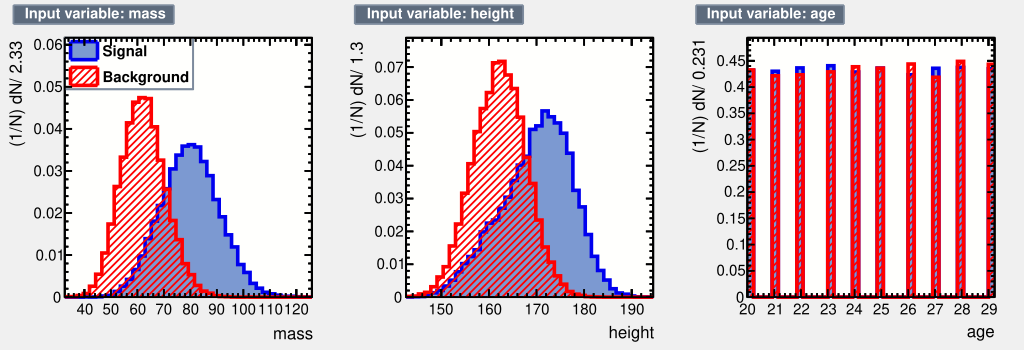 Input variable: mass
(1/N) dN/ 2.33
0.06
0.05
0.04
0.03
0.02
0.01
0
Signal
Background
40 50 60 70 80 90 100 110 120
mass
Input variable: height
(1/N) dN/ 1.3
0.07
0.06
0.05
0.04
0.03
0.02
0.01
0
150 160 170 180 190
height
Input variable: age
(1/N) dN/ 0.231
0.45
0.4
0.35
0.3
0.25
0.2
0.15
0.1
0.05
0
20 21 22 23 24 25 26 27 28 29
age